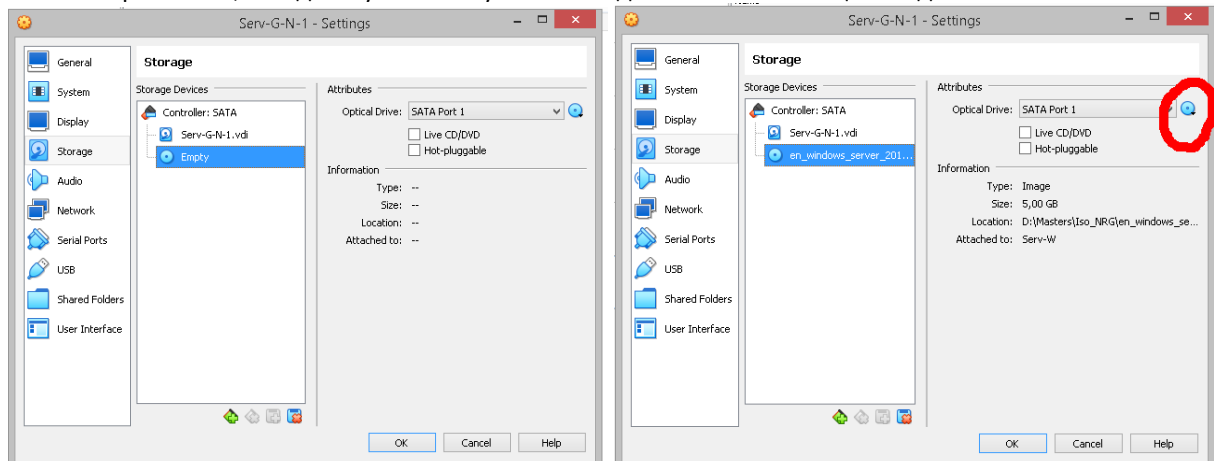 Serv-G-N-1 - Settings
General
System
Display
Storage
Audio
Network
Serial Ports
USB
Shared Folders
User Interface
Storage
Storage Devices
Controller: SATA
Serv-G-N-1.vdi
Empty
Attributes
Optical Drive: SATA Port 1
Live CD/DVD
Hot-pluggable
Information
Type: --
Size: --
Location: --
Attached to: --
OK Cancel Help
Serv-G-N-1 - Settings
General
System
Display
Storage
Audio
Network
Serial Ports
USB
Shared Folders
User Interface
Storage
Storage Devices
Controller: SATA
Serv-G-N-1.vdi
en_windows_server_201...
Attributes
Optical Drive: SATA Port 1
Live CD/DVD
Hot-pluggable
Information
Type: Image
Size: 5,00 GB
Location: D:\Masters\Iso_NRG\en_windows_se...
Attached to: Serv-W
OK Cancel Help